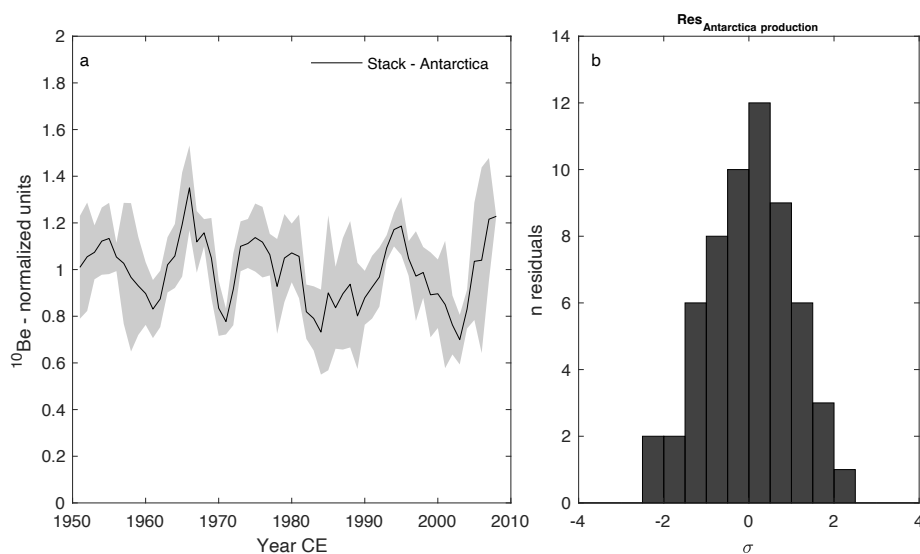 a
Stack - Antarctica
2
1.8
1.6
1.4
1.2
1
0.8
0.6
0.4
0.2
0
10Be - normalized units
1950 1960 1970 1980 1990 2000 2010
Year CE
ResAntarctica production
b
14
12
10
8
6
4
2
0
n residuals
-4 -2 0 2 4
σ